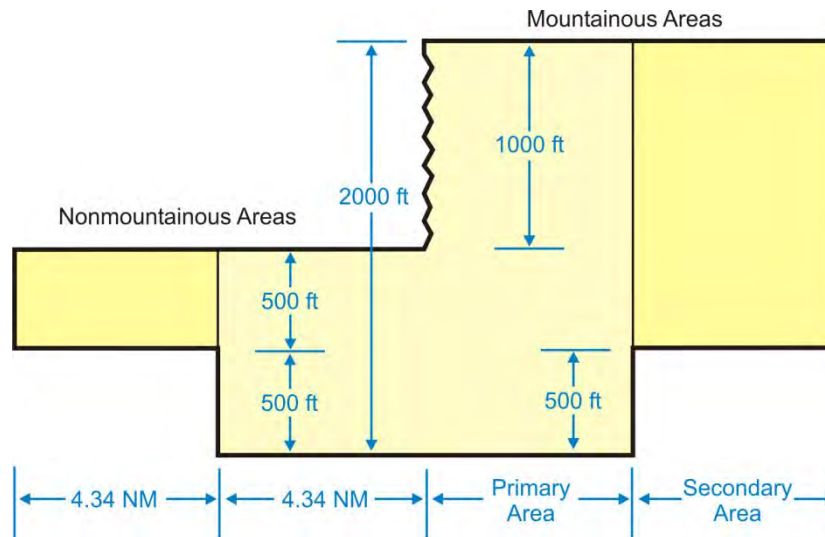 Mountainous Areas
1000 ft
2000 ft
Nonmountainous Areas
500 ft
500 ft
500 ft
4.34 NM
4.34 NM
Primary
Area
Secondary
Area